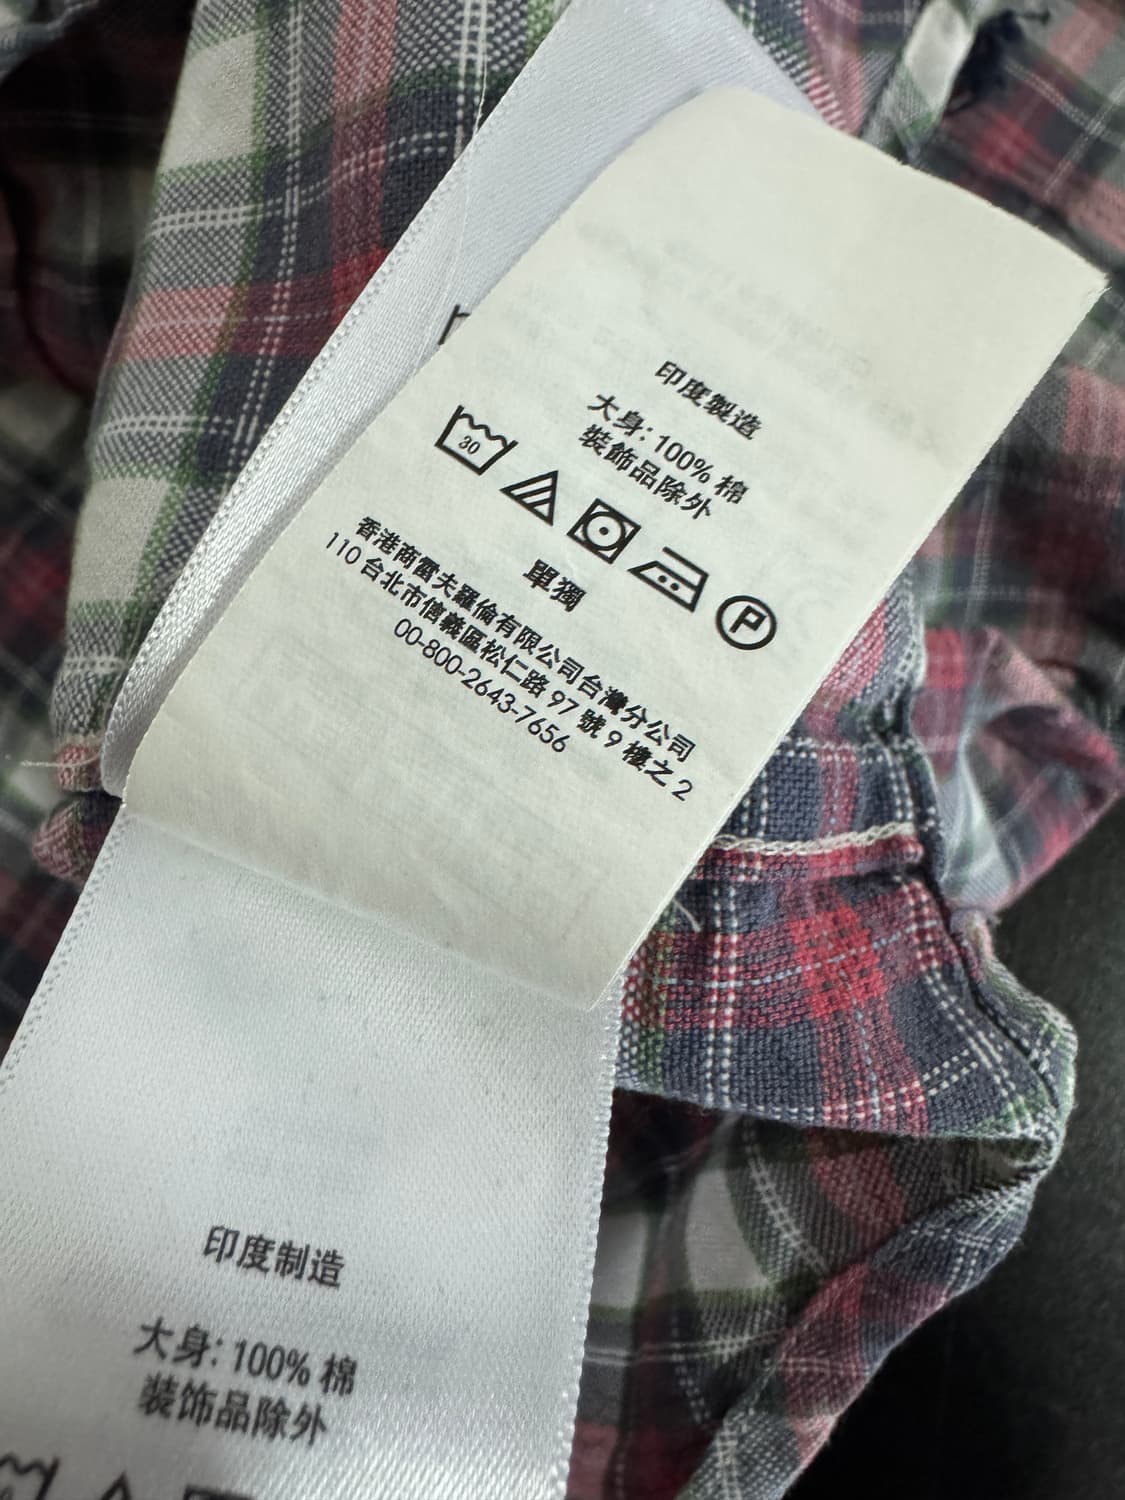 印度製造
大身: 100% 棉
裝飾品除外
30
P
單獨
香港商雷夫羅倫有限公司台灣分公司
110 台北市信義區松仁路 97 號 9 樓之 2
00-800-2643-7656
印度制造
大身: 100% 棉
装饰品除外